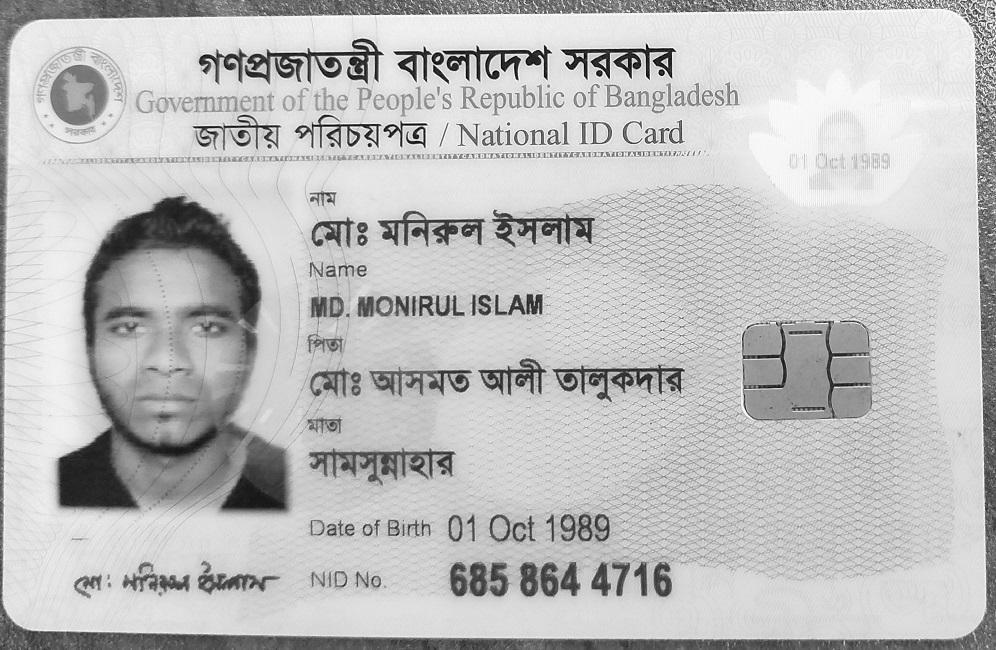 গণপ্রজাতন্ত্রী বাংলাদেশ সরকার
Government of the People's Republic of Bangladesh
জাতীয় পরিচয়পত্র / National ID Card
01 Oct 1989
নাম
মোঃ মনিরুল ইসলাম
Name
MD. MONIRUL ISLAM
পিতা
মোঃ আসমত আলী তালুকদার
মাতা
সামসুন্নাহার
Date of Birth 01 Oct 1989
NID No. 685 864 4716
মো: মনিরুল ইসলাম